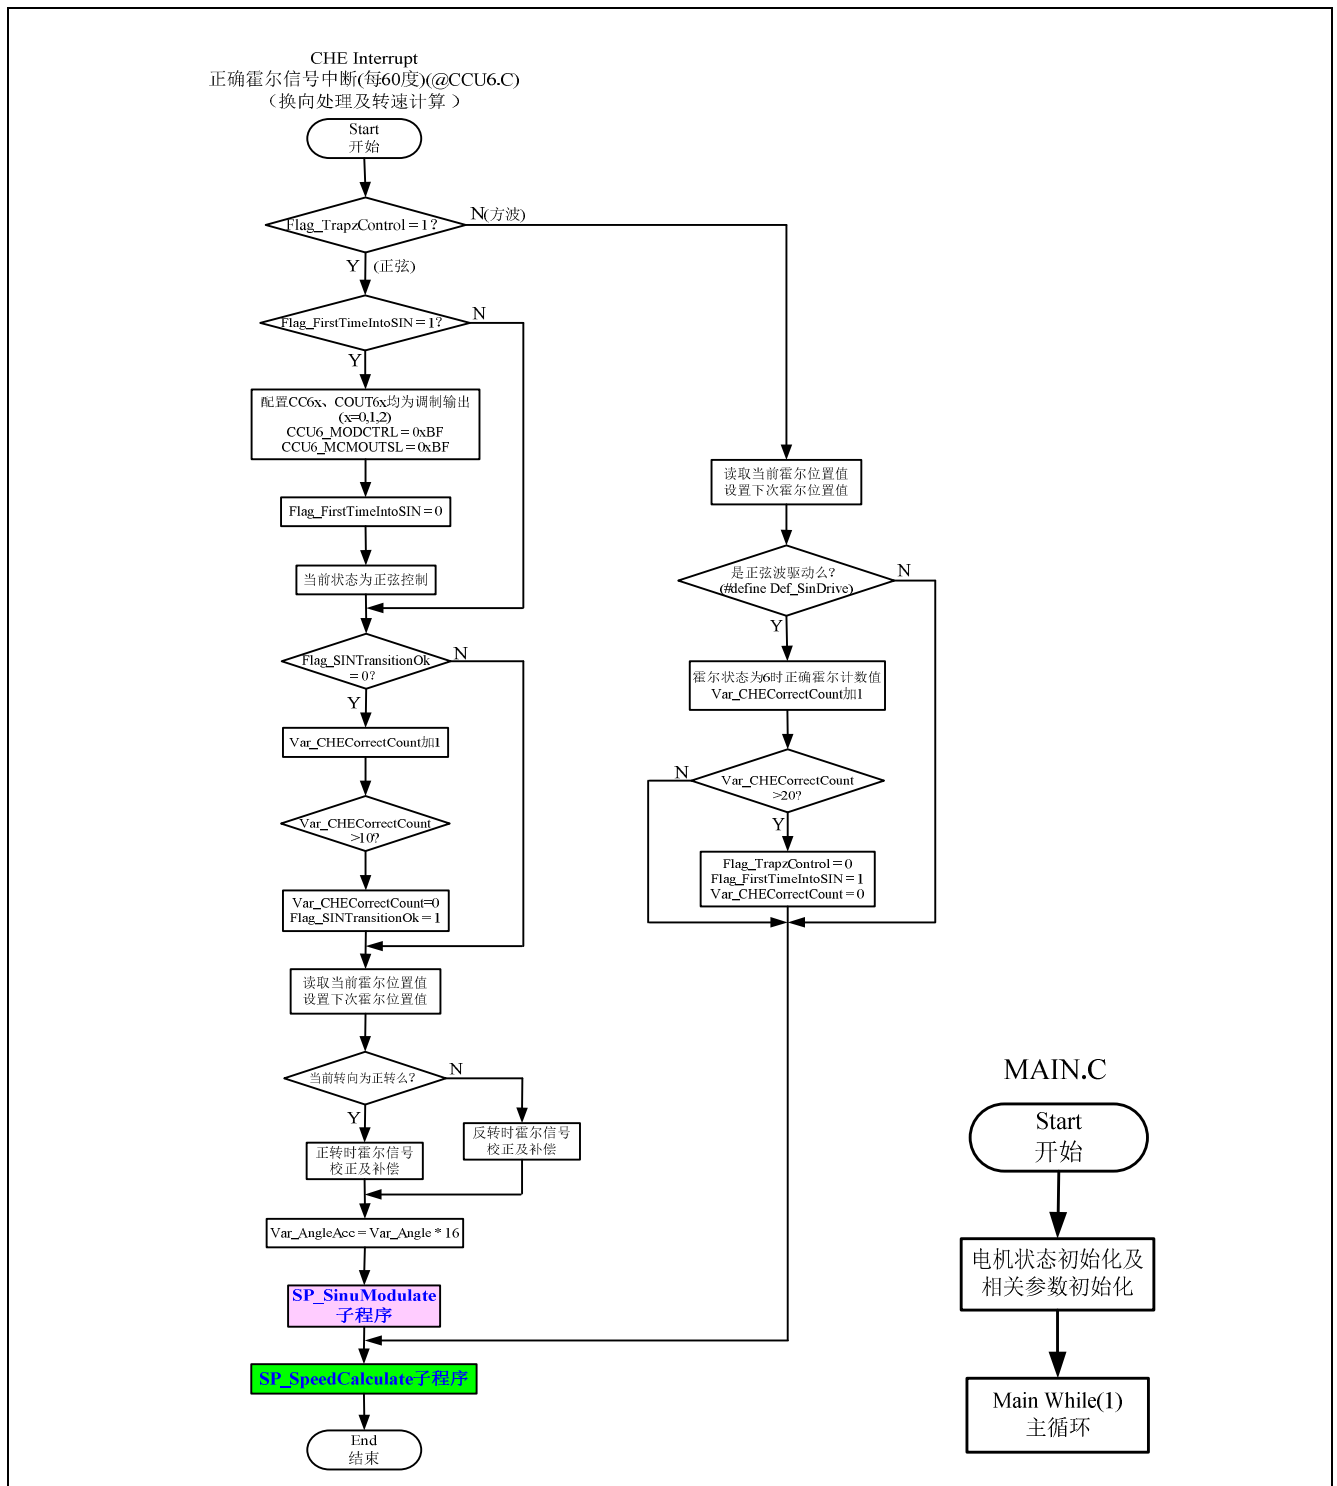 CHE Interrupt
正确霍尔信号中断(每60度)(@CCU6.C)
（换向处理及转速计算 ）
Start
开始
Flag_TrapzControl＝1?
N(方波)
Y (正弦)
Flag_FirstTimeIntoSIN＝1?
N
Y
配置CC6x、COUT6x均为调制输出
(x=0,1,2)
CCU6_MODCTRL＝0xBF
CCU6_MCMOUTSL＝0xBF
Flag_FirstTimeIntoSIN＝0
当前状态为正弦控制
Flag_SINTransitionOk
＝0?
N
Y
Var_CHECorrectCount加1
Var_CHECorrectCount
>10?
Var_CHECorrectCount=0
Flag_SINTransitionOk＝1
读取当前霍尔位置值
设置下次霍尔位置值
当前转向为正转么?
N
Y
正转时霍尔信号
校正及补偿
反转时霍尔信号
校正及补偿
Var_AngleAcc＝Var_Angle * 16
SP_SinuModulate
子程序
SP_SpeedCalculate子程序
End
结束
读取当前霍尔位置值
设置下次霍尔位置值
是正弦波驱动么?
(#define Def_SinDrive)
N
Y
霍尔状态为6时正确霍尔计数值
Var_CHECorrectCount加1
Var_CHECorrectCount
>20?
N
Y
Flag_TrapzControl＝0
Flag_FirstTimeIntoSIN＝1
Var_CHECorrectCount＝0
MAIN.C
Start
开始
电机状态初始化及
相关参数初始化
Main While(1)
主循环